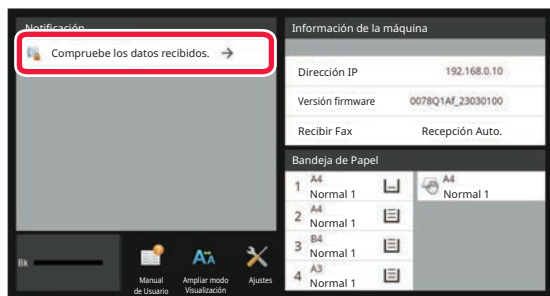 Notificación
Compruebe los datos recibidos. →
Información de la máquina
Dirección IP 192.168.0.10
Versión firmware 0078Q1Af_23030100
Recibir Fax Recepción Auto.
Bandeja de Papel
1 A4
Normal 1
A4
Normal 1
2 A4
Normal 1
3 B4
Normal 1
4 A3
Normal 1
Bk
Manual
de Usuario
Ampliar modo
Visualización
Ajustes